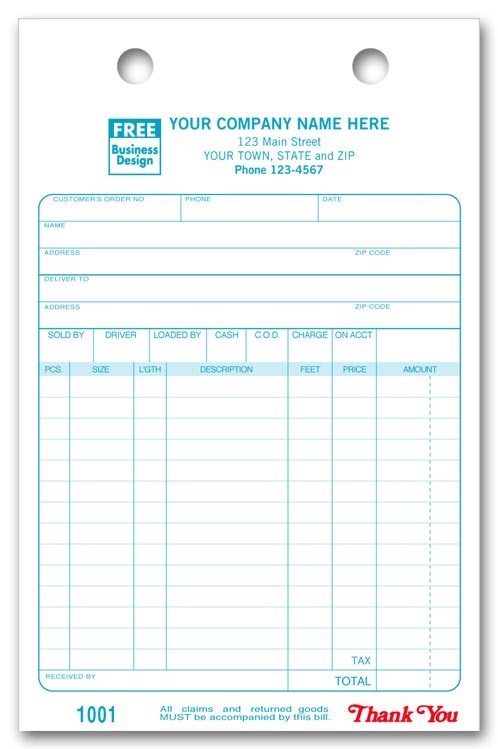 FREE
Business
Design
YOUR COMPANY NAME HERE
123 Main Street
YOUR TOWN, STATE and ZIP
Phone 123-4567
CUSTOMER'S ORDER NO. PHONE DATE
NAME
ADDRESS ZIP CODE
DELIVER TO
ADDRESS ZIP CODE
SOLD BY DRIVER LOADED BY CASH C.O.D. CHARGE ON ACCT.
PCS. SIZE L'GTH DESCRIPTION FEET PRICE AMOUNT
TAX
RECEIVED BY TOTAL
1001 All claims and returned goods
MUST be accompanied by this bill. Thank You